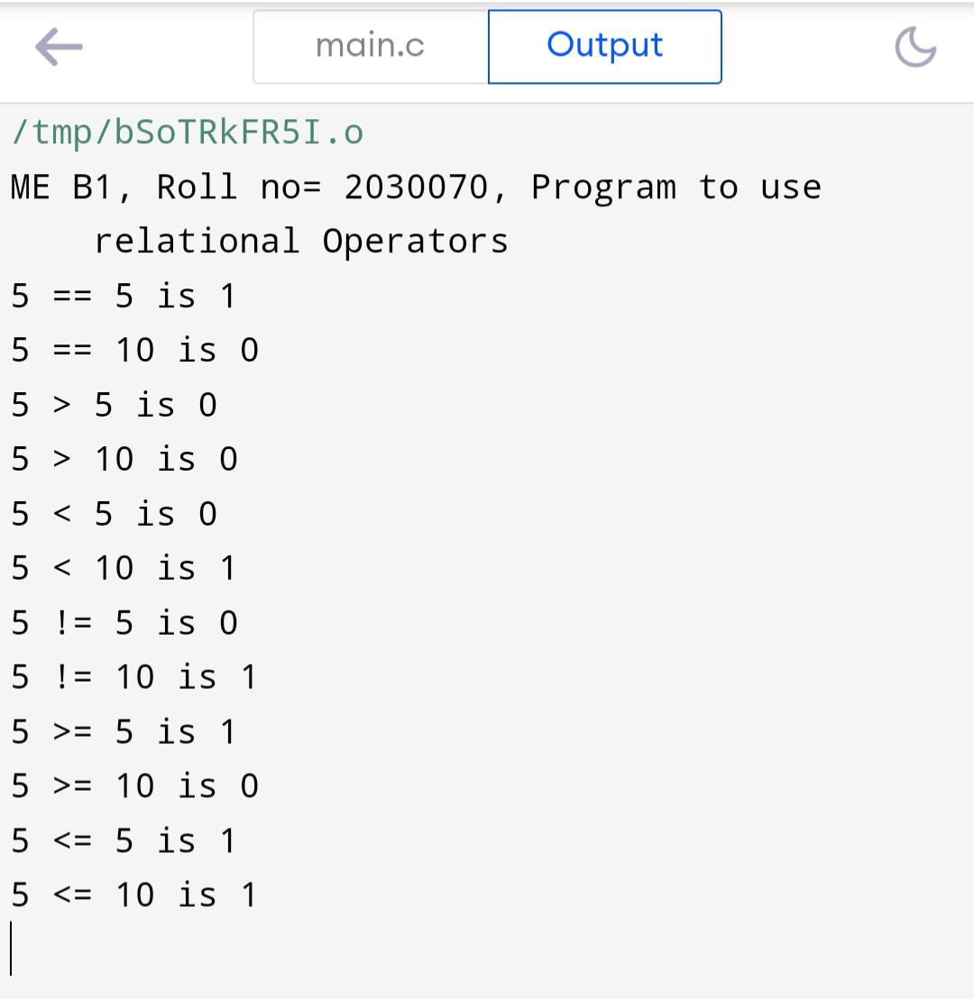 main.c Output
/tmp/bSoTRkFR5I.o
ME B1, Roll no= 2030070, Program to use
relational Operators
5 == 5 is 1
5 == 10 is 0
5 > 5 is 0
5 > 10 is 0
5 < 5 is 0
5 < 10 is 1
5 != 5 is 0
5 != 10 is 1
5 >= 5 is 1
5 >= 10 is 0
5 <= 5 is 1
5 <= 10 is 1